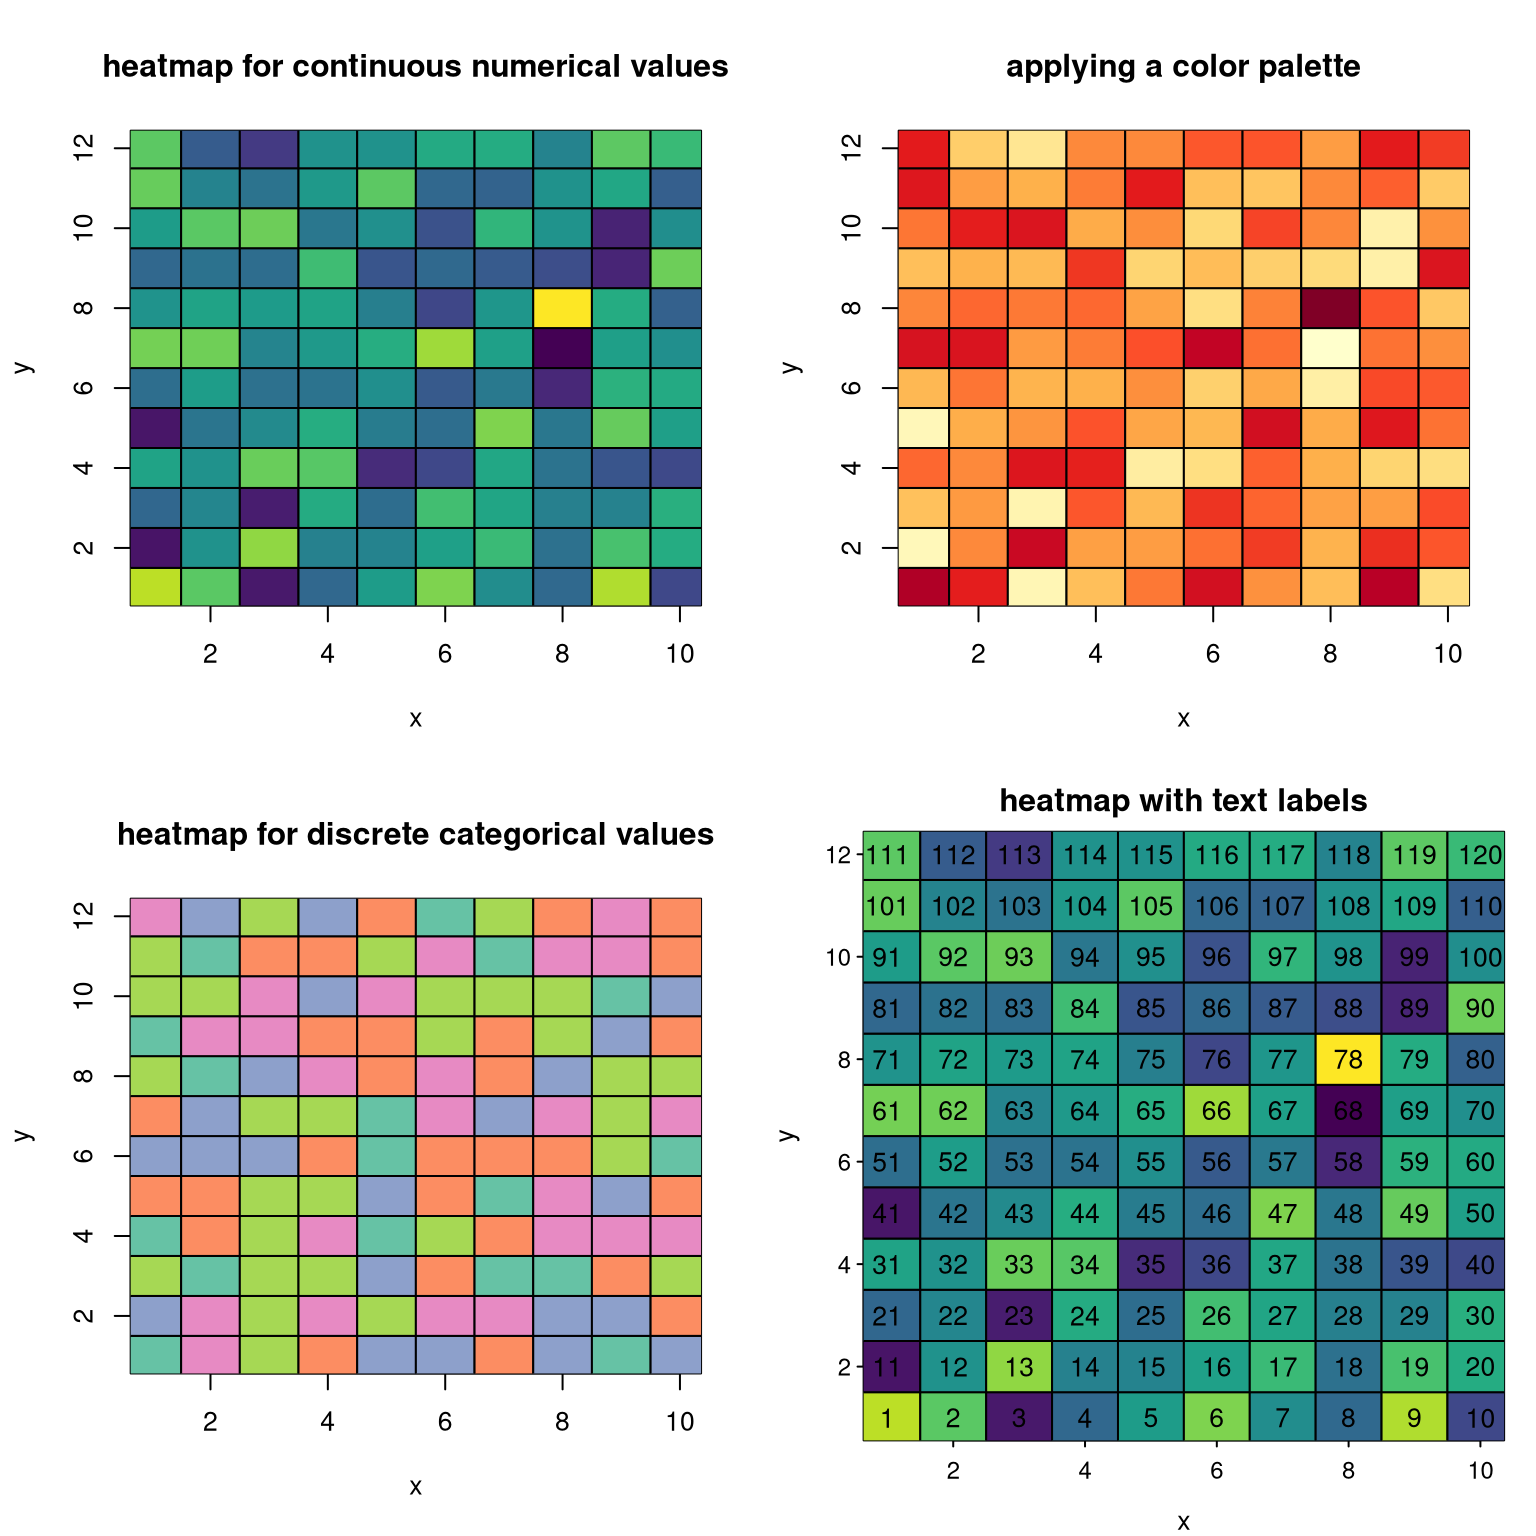 heatmap for continuous numerical values
12
10
8
6
4
2
y
2 4 6 8 10
x
applying a color palette
12
10
8
6
4
2
y
2 4 6 8 10
x
heatmap for discrete categorical values
12
10
8
6
4
2
y
2 4 6 8 10
x
heatmap with text labels
12 111 112 113 114 115 116 117 118 119 120
101 102 103 104 105 106 107 108 109 110
10 91 92 93 94 95 96 97 98 99 100
81 82 83 84 85 86 87 88 89 90
8 71 72 73 74 75 76 77 78 79 80
61 62 63 64 65 66 67 68 69 70
6 51 52 53 54 55 56 57 58 59 60
41 42 43 44 45 46 47 48 49 50
4 31 32 33 34 35 36 37 38 39 40
21 22 23 24 25 26 27 28 29 30
2 11 12 13 14 15 16 17 18 19 20
1 2 3 4 5 6 7 8 9 10
y
2 4 6 8 10
x